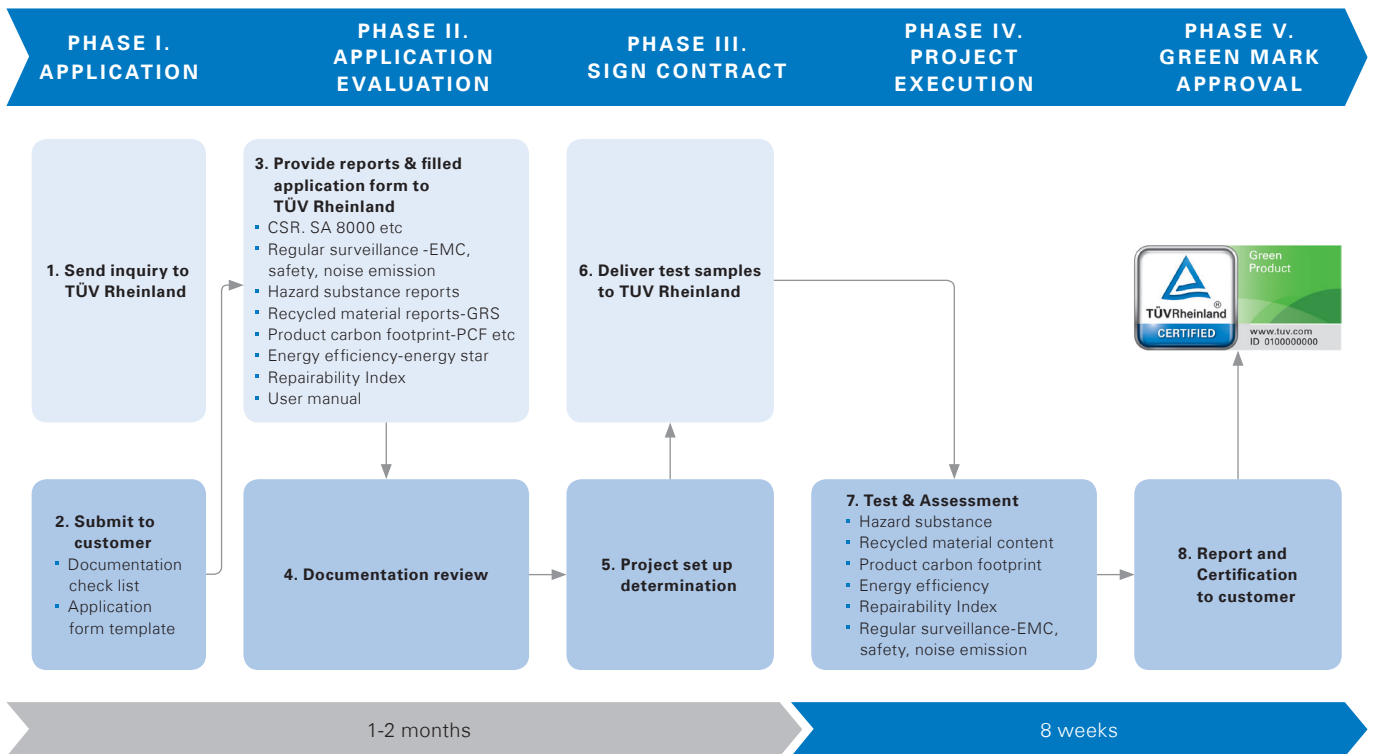 PHASE I.
APPLICATION
PHASE II.
APPLICATION
EVALUATION
PHASE III.
SIGN CONTRACT
PHASE IV.
PROJECT
EXECUTION
PHASE V.
GREEN MARK
APPROVAL
1. Send inquiry to
TÜV Rheinland
2. Submit to
customer
Documentation
check list
Application
form template
3. Provide reports & filled
application form to
TÜV Rheinland
CSR. SA 8000 etc
Regular surveillance -EMC,
safety, noise emission
Hazard substance reports
Recycled material reports-GRS
Product carbon footprint-PCF etc
Energy efficiency-energy star
Repairability Index
User manual
4. Documentation review
5. Project set up
determination
6. Deliver test samples
to TUV Rheinland
7. Test & Assessment
Hazard substance
Recycled material content
Product carbon footprint
Energy efficiency
Repairability Index
Regular surveillance-EMC,
safety, noise emission
8. Report and
Certification
to customer
TÜVRheinland®
CERTIFIED
Green
Product
www.tuv.com
ID 0100000000
1-2 months
8 weeks